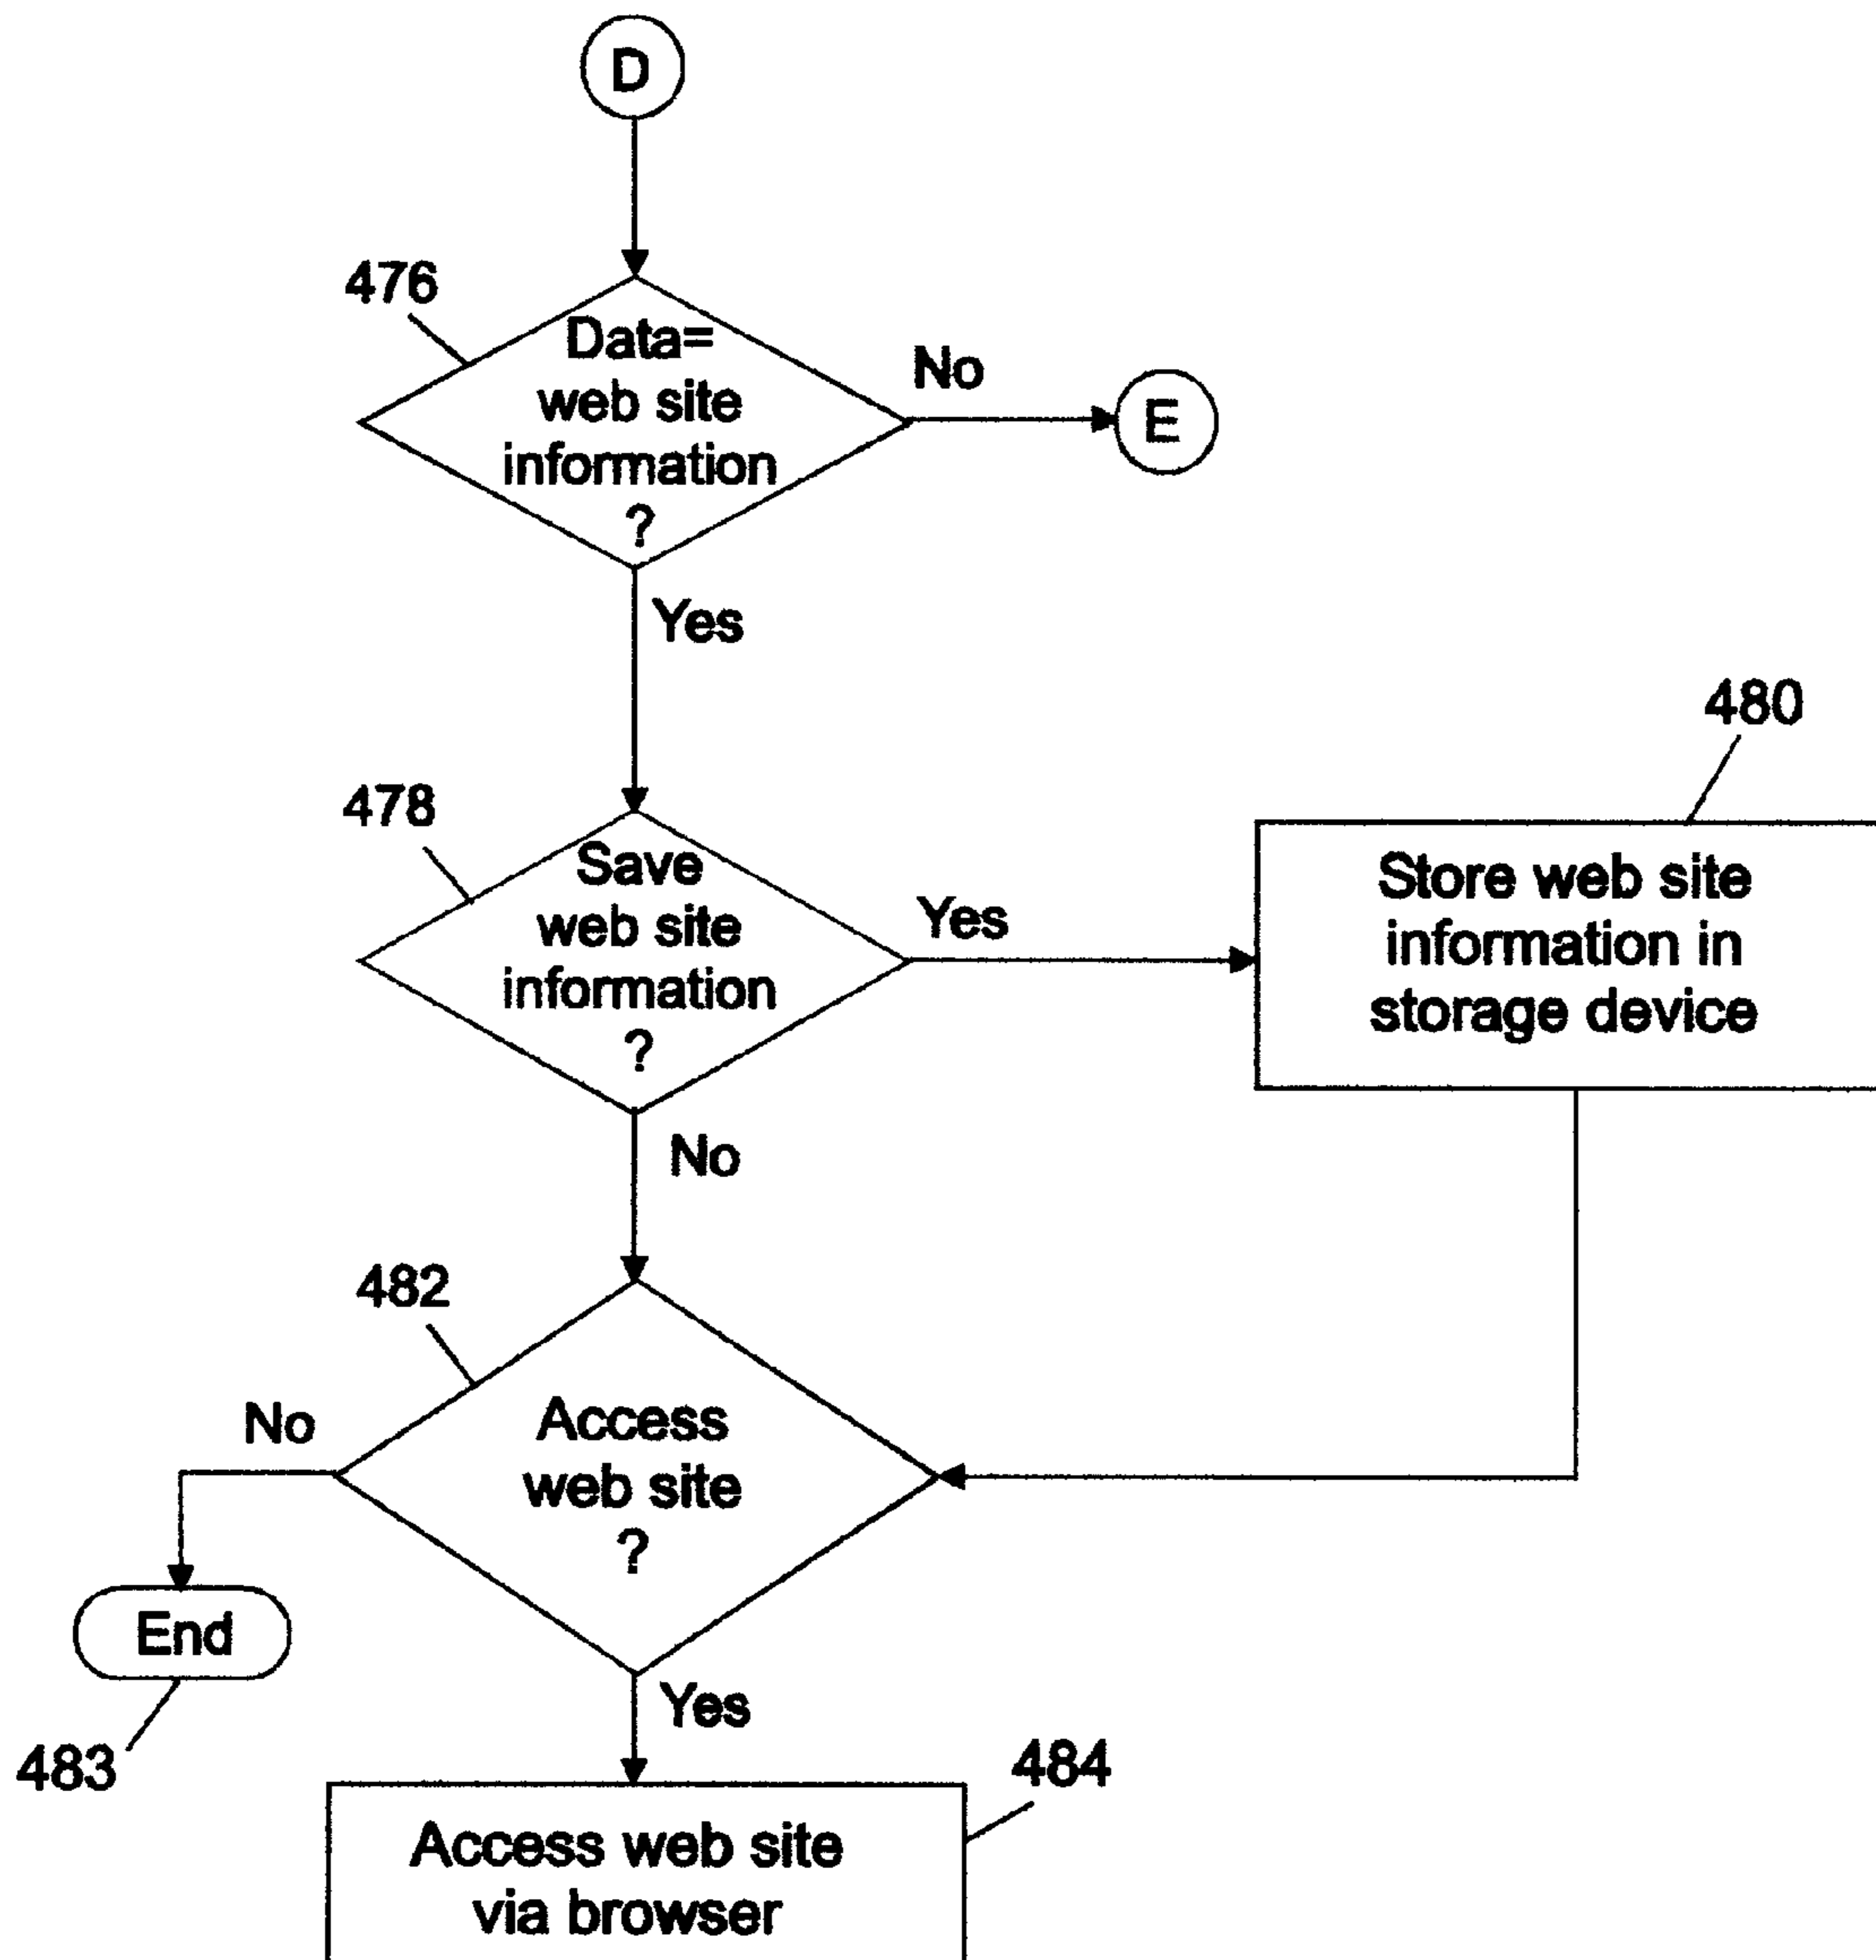 D
476
Data=
web site
information
?
No
E
Yes
480
478
Save
web site
information
?
Yes
Store web site
information in
storage device
No
482
Access
web site
?
No
End
483
Yes
484
Access web site
via browser